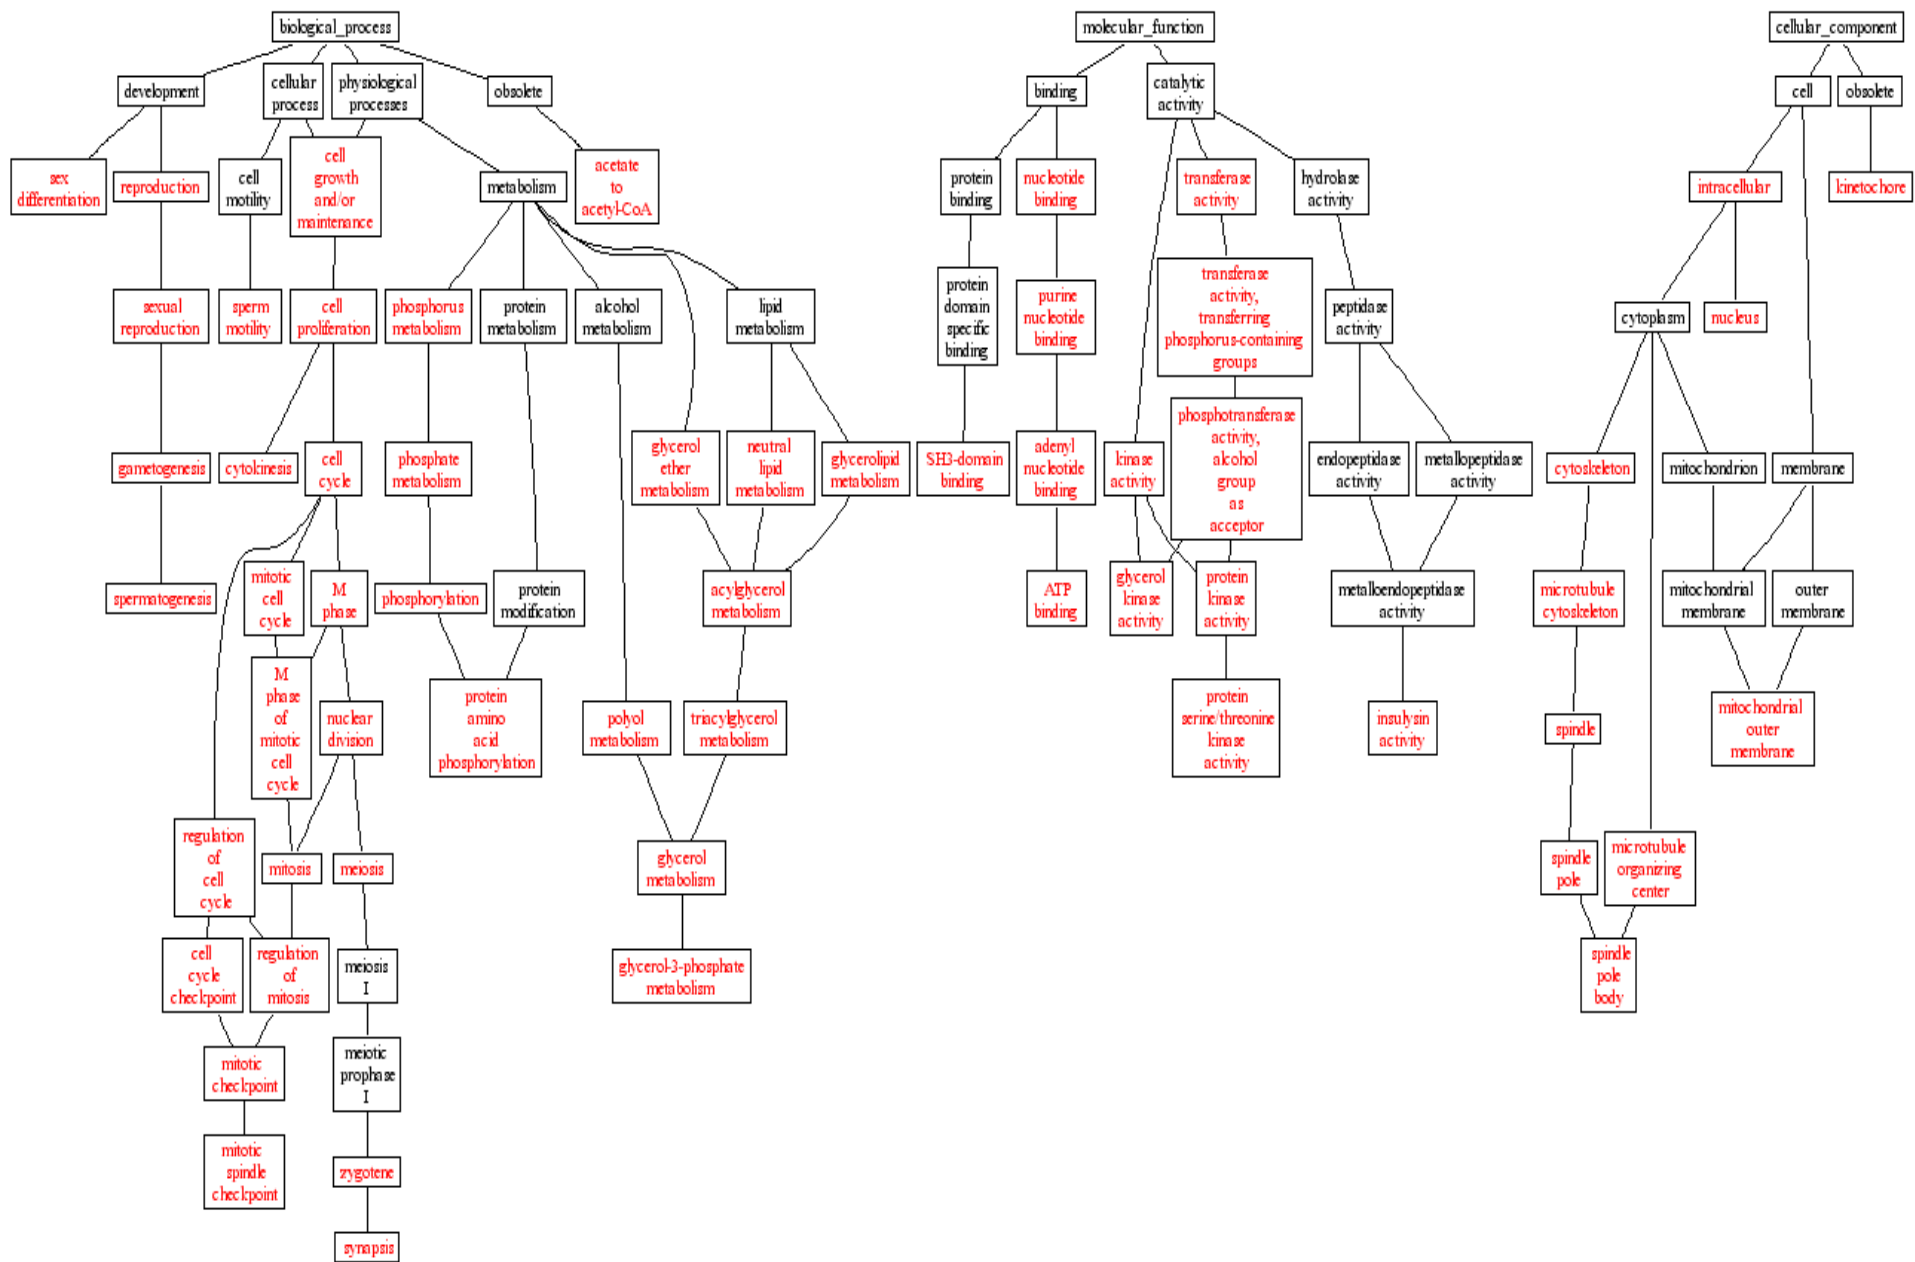 biological_process
molecular_function
cellular_component
development
cellular
process
physiological
processes
obsolete
binding
catalytic
activity
cell
obsolete
sex
differentiation
reproduction
cell
motility
cell
growth
and/or
maintenance
metabolism
acetate
to
acetyl-CoA
protein
binding
nucleotide
binding
transferase
activity
hydrolase
activity
intracellular
kinetochore
sexual
reproduction
sperm
motility
cell
proliferation
phosphorus
metabolism
protein
metabolism
alcohol
metabolism
lipid
metabolism
protein
domain
specific
binding
purine
nucleotide
binding
transferase
activity,
transferring
phosphorus-containing
groups
peptidase
activity
cytoplasm
nucleus
gametogenesis
cytokinesis
cell
cycle
phosphate
metabolism
glycerol
ether
metabolism
neutral
lipid
metabolism
glycerolipid
metabolism
SH3-domain
binding
adenyl
nucleotide
binding
kinase
activity
phosphotransferase
activity,
alcohol
group
as
acceptor
endopeptidase
activity
metallopeptidase
activity
cytoskeleton
mitochondrion
membrane
spermatogenesis
mitotic
cell
cycle
M
phase
phosphorylation
protein
modification
acylglycerol
metabolism
ATP
binding
glycerol
kinase
activity
protein
kinase
activity
metalloendopeptidase
activity
microtubule
cytoskeleton
mitochondrial
membrane
outer
membrane
M
phase
of
mitotic
cell
cycle
nuclear
division
protein
amino
acid
phosphorylation
polyol
metabolism
triacylglycerol
metabolism
protein
serine/threonine
kinase
activity
insulysin
activity
spindle
mitochondrial
outer
membrane
regulation
of
cell
cycle
mitosis
meiosis
glycerol
metabolism
spindle
pole
microtubule
organizing
center
cell
cycle
checkpoint
regulation
of
mitosis
meiosis
I
glycerol-3-phosphate
metabolism
spindle
pole
body
mitotic
checkpoint
meiotic
prophase
I
mitotic
spindle
checkpoint
zygotene
synapsis